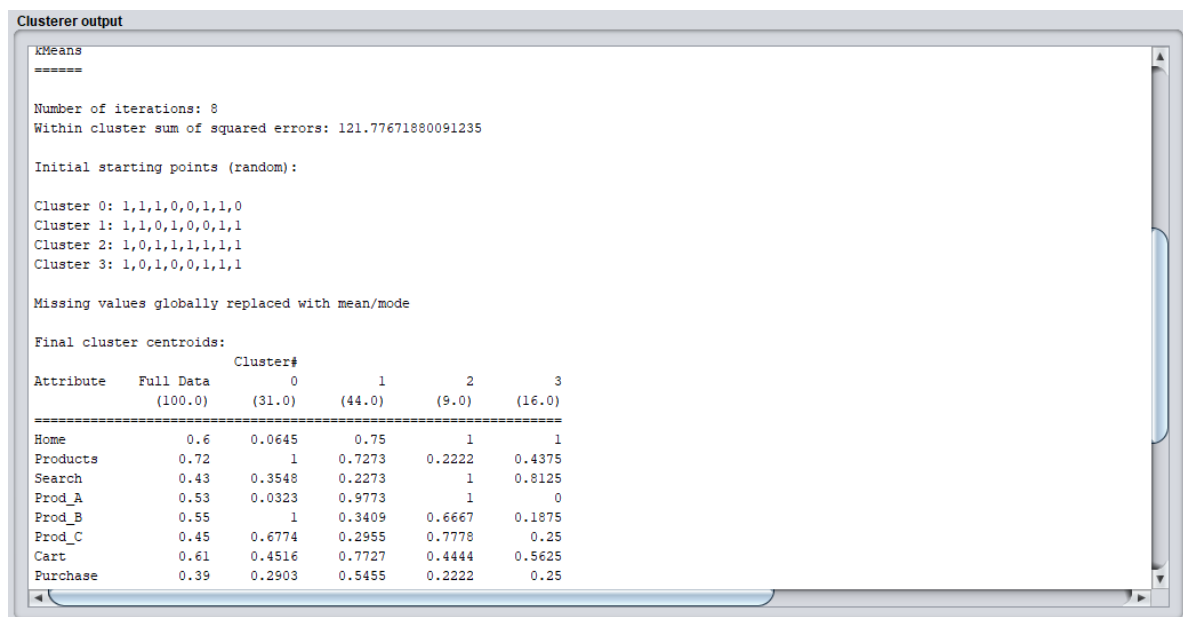 Clusterer output
kMeans
======
Number of iterations: 8
Within cluster sum of squared errors: 121.77671880091235
Initial starting points (random):
Cluster 0: 1,1,1,0,0,1,1,0
Cluster 1: 1,1,0,1,0,0,1,1
Cluster 2: 1,0,1,1,1,1,1,1
Cluster 3: 1,0,1,0,0,1,1,1
Missing values globally replaced with mean/mode
Final cluster centroids:
Cluster#
Attribute Full Data 0 1 2 3
(100.0) (31.0) (44.0) (9.0) (16.0)
==================================================================
Home 0.6 0.0645 0.75 1 1
Products 0.72 1 0.7273 0.2222 0.4375
Search 0.43 0.3548 0.2273 1 0.8125
Prod_A 0.53 0.0323 0.9773 1 0
Prod_B 0.55 1 0.3409 0.6667 0.1875
Prod_C 0.45 0.6774 0.2955 0.7778 0.25
Cart 0.61 0.4516 0.7727 0.4444 0.5625
Purchase 0.39 0.2903 0.5455 0.2222 0.25